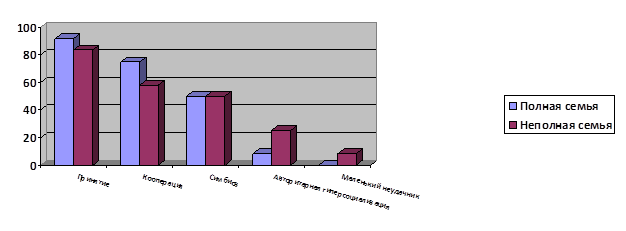 100
80
60
40
20
0
Принятие
Кооперация
Симбиоз
Авторитарная гиперсоциализация
Маленький неудачник
Полная семья
Неполная семья